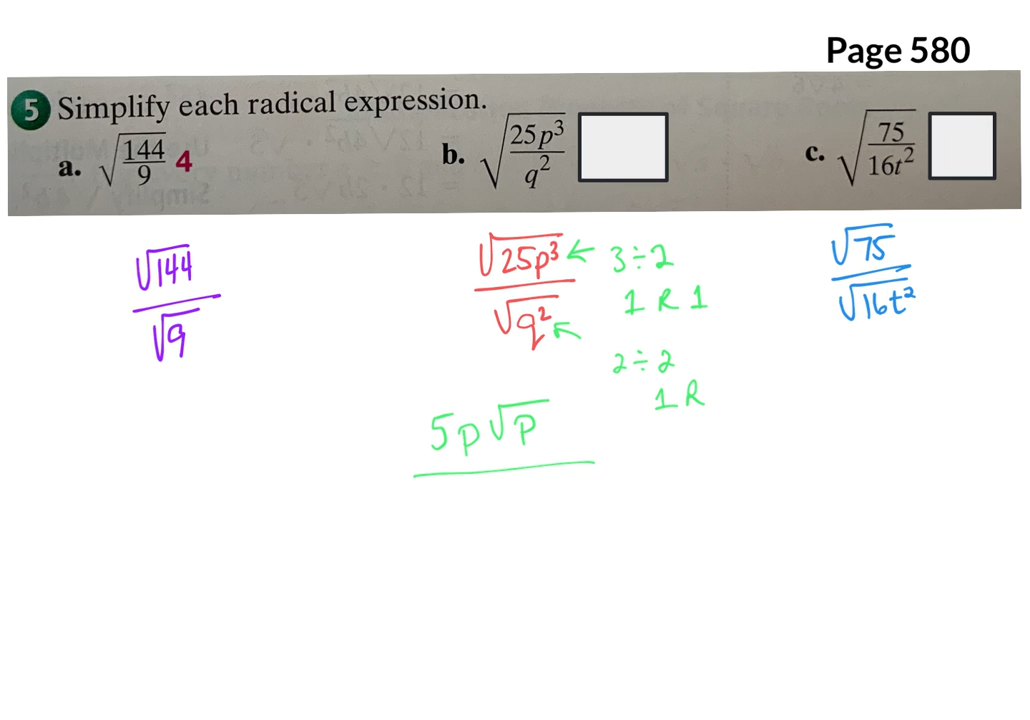 Page 580
5 Simplify each radical expression.
a. √(144/9) 4
b. √(25p³/q²)
c. √(75/16t²)
√144/√9
√25p³/√q²
3÷2
1 R 1
2÷2
1 R
√75/√16t²
5p√p